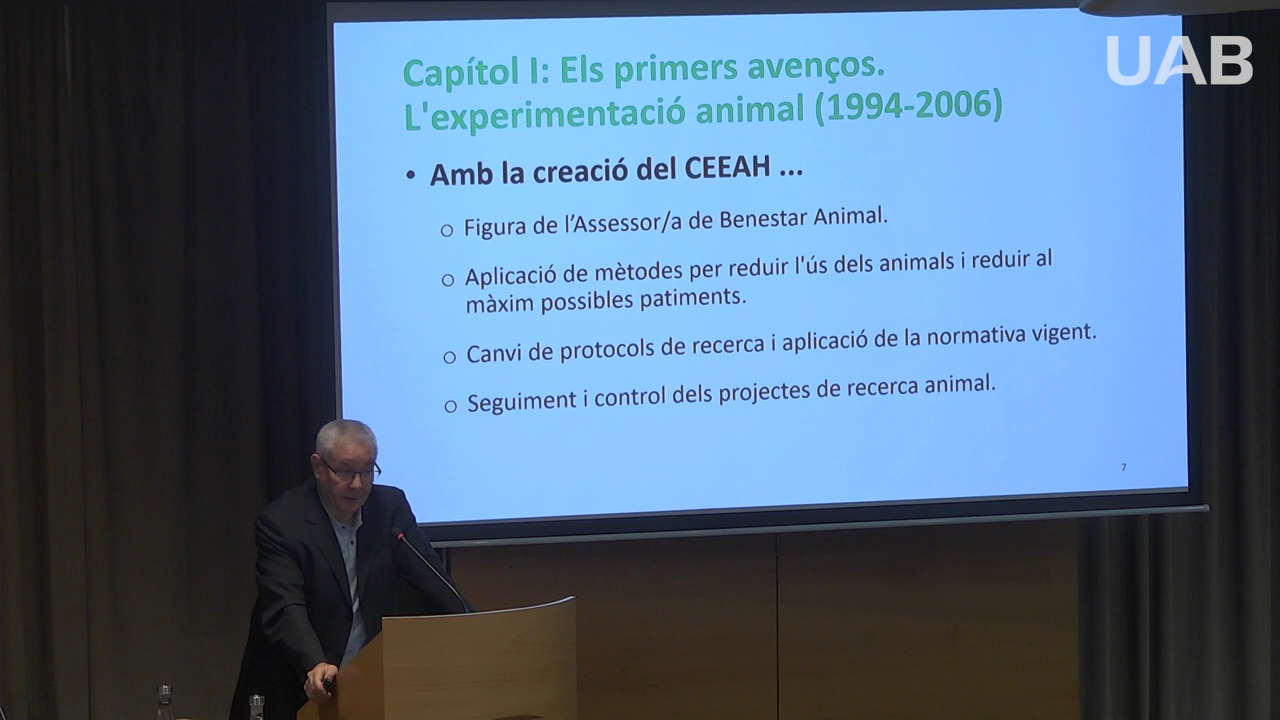 UAB
Capítol I: Els primers avenços.
L'experimentació animal (1994-2006)
• Amb la creació del CEEAH ...
o Figura de l’Assessor/a de Benestar Animal.
o Aplicació de mètodes per reduir l'ús dels animals i reduir al
màxim possibles patiments.
o Canvi de protocols de recerca i aplicació de la normativa vigent.
o Seguiment i control dels projectes de recerca animal.
7